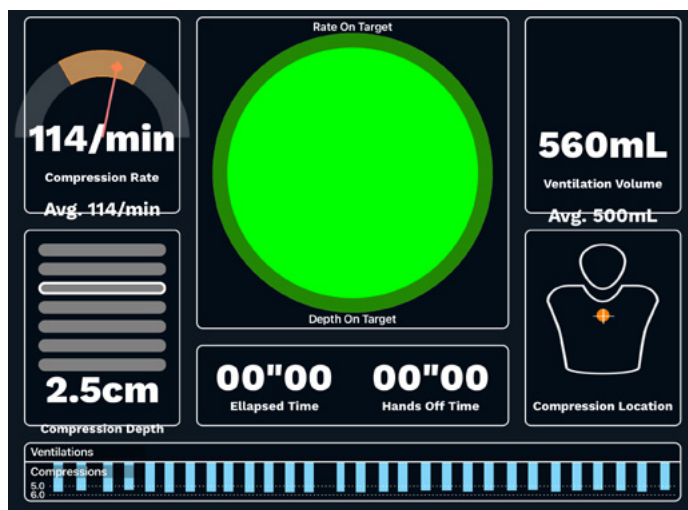 114/min
Compression Rate
Avg. 114/min
Rate On Target
Depth On Target
560mL
Ventilation Volume
Avg. 500mL
2.5cm
Compression Depth
00"00 00"00
Ellapsed Time Hands Off Time
Compression Location
Ventilations
Compressions
5.0
6.0